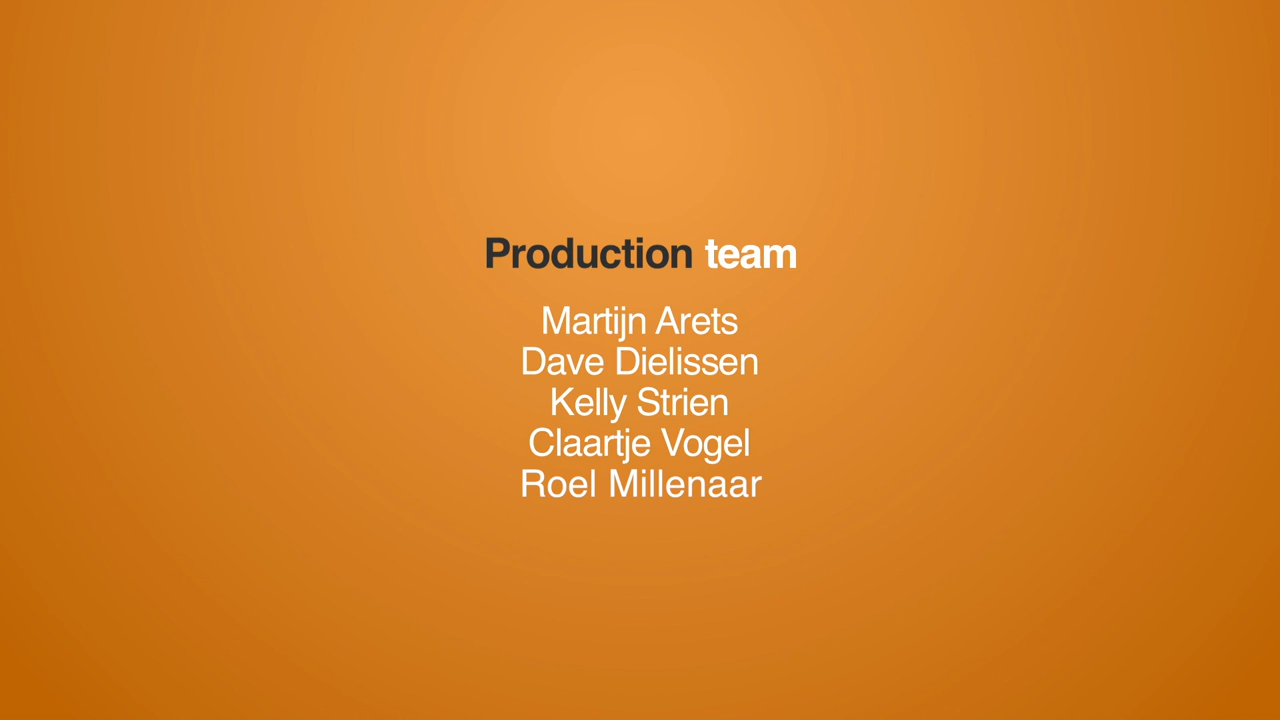 Production team
Martijn Arets
Dave Dielissen
Kelly Strien
Claartje Vogel
Roel Millenaar